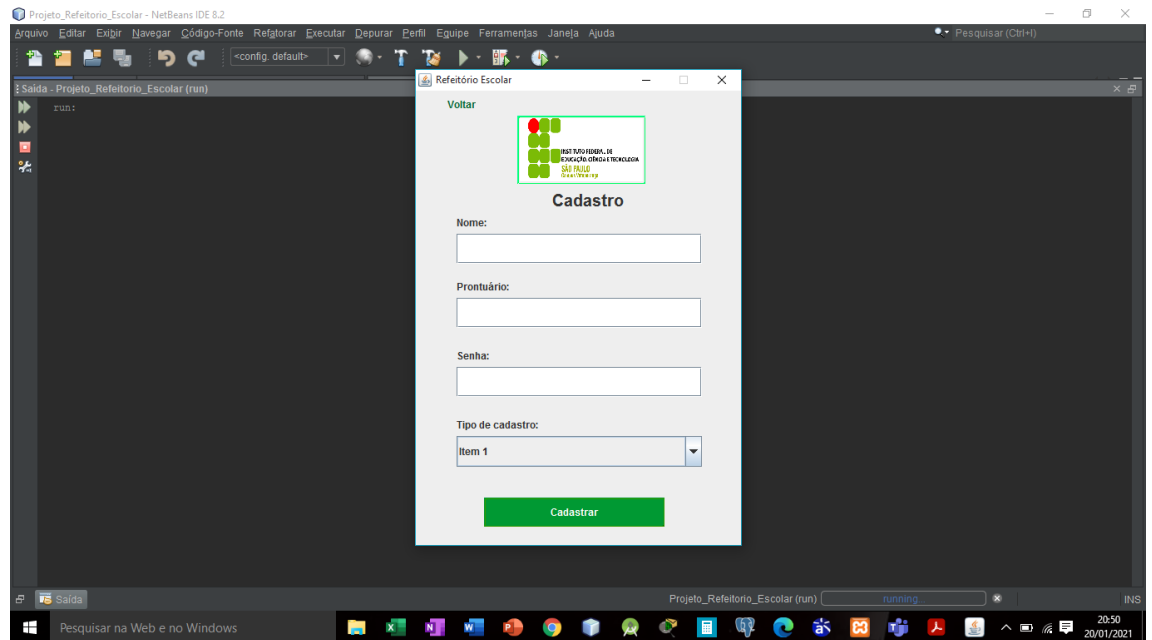 Projeto_Refeitorio_Escolar - NetBeans IDE 8.2
Arquivo Editar Exibir Navegar Código-Fonte Refatorar Executar Depurar Perfil Equipe Ferramentas Janela Ajuda
Pesquisar (Ctrl+I)
<config. default>
Saída - Projeto_Refeitorio_Escolar (run)
run:
Refeitório Escolar
Voltar
INSTITUTO FEDERAL DE
EDUCAÇÃO, CIÊNCIA E TECNOLOGIA
SÃO PAULO
Cadastro
Nome:
Prontuário:
Senha:
Tipo de cadastro:
Item 1
Cadastrar
Saída
Projeto_Refeitorio_Escolar (run)
running...
INS
Pesquisar na Web e no Windows
20:50
20/01/2021